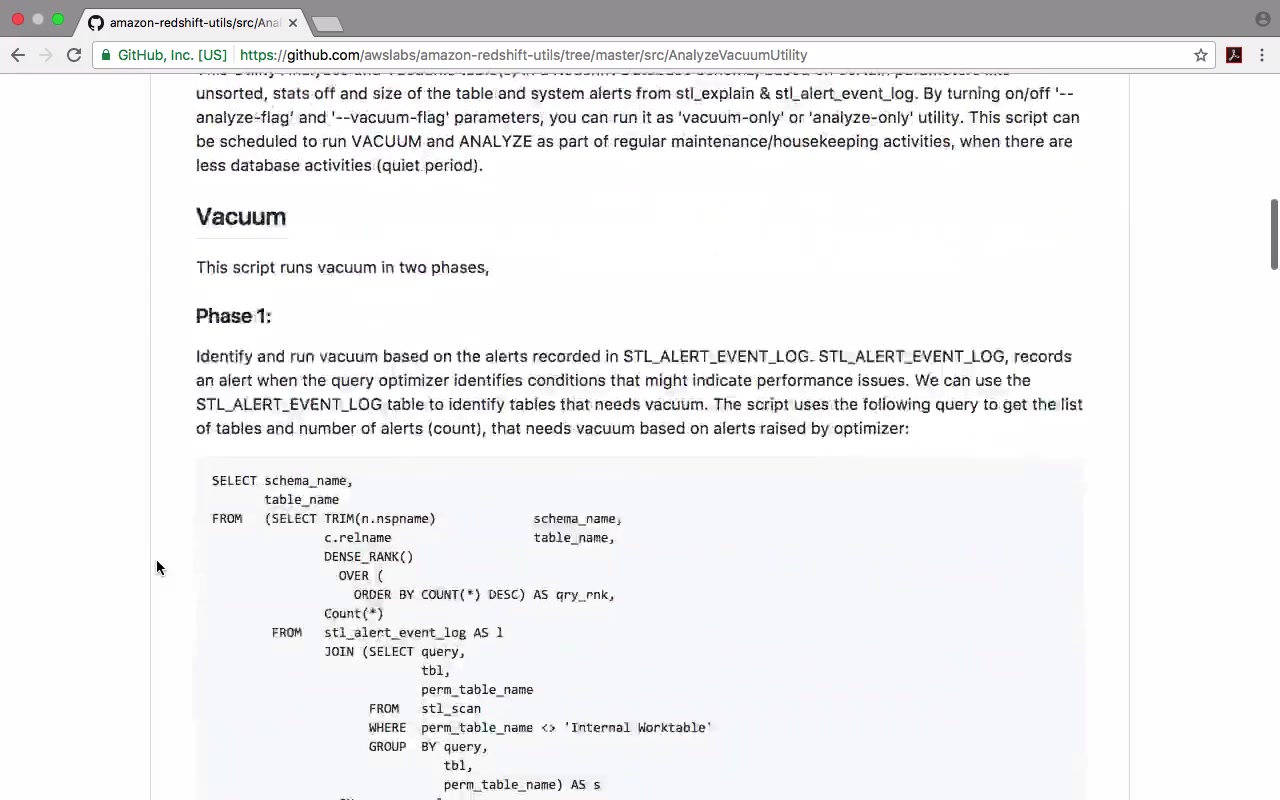 amazon-redshift-utils/src/Anal
GitHub, Inc. [US] https://github.com/awslabs/amazon-redshift-utils/tree/master/src/AnalyzeVacuumUtility
unsorted, stats off and size of the table and system alerts from stl_explain & stl_alert_event_log. By turning on/off '--
analyze-flag' and '--vacuum-flag' parameters, you can run it as 'vacuum-only' or 'analyze-only' utility. This script can
be scheduled to run VACUUM and ANALYZE as part of regular maintenance/housekeeping activities, when there are
less database activities (quiet period).
Vacuum
This script runs vacuum in two phases,
Phase 1:
Identify and run vacuum based on the alerts recorded in STL_ALERT_EVENT_LOG. STL_ALERT_EVENT_LOG, records
an alert when the query optimizer identifies conditions that might indicate performance issues. We can use the
STL_ALERT_EVENT_LOG table to identify tables that needs vacuum. The script uses the following query to get the list
of tables and number of alerts (count), that needs vacuum based on alerts raised by optimizer:
SELECT schema_name,
table_name
FROM (SELECT TRIM(n.nspname) schema_name,
c.relname table_name,
DENSE_RANK()
OVER (
ORDER BY COUNT(*) DESC) AS qry_rnk,
Count(*)
FROM stl_alert_event_log AS l
JOIN (SELECT query,
tbl,
perm_table_name
FROM stl_scan
WHERE perm_table_name <> 'Internal Worktable'
GROUP BY query,
tbl,
perm_table_name) AS s